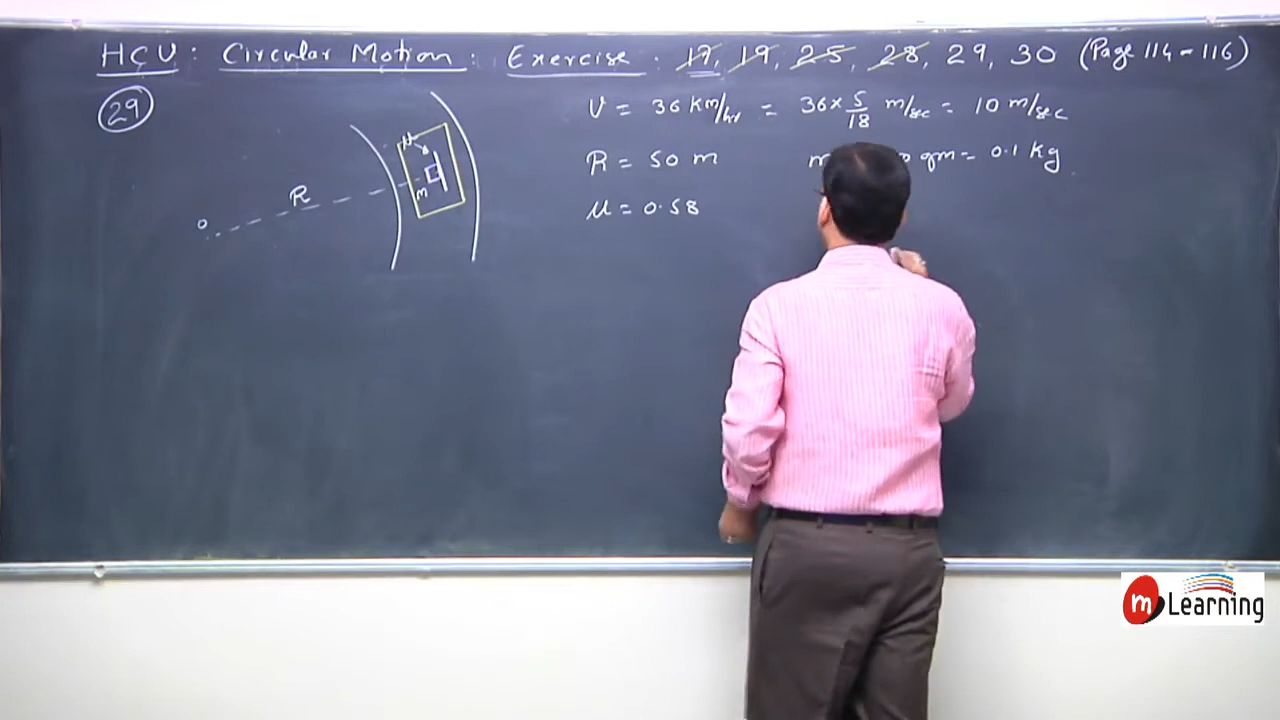 HCV : Circular Motion : Exercise : 17, 19, 25, 28, 29, 30 (Page 114 - 116)
29
V = 36 Km/hr = 36 × 5/18 m/sec = 10 m/sec
R = 50 m m gm = 0.1 Kg
μ = 0.58
μ
m
R
O
m Learning